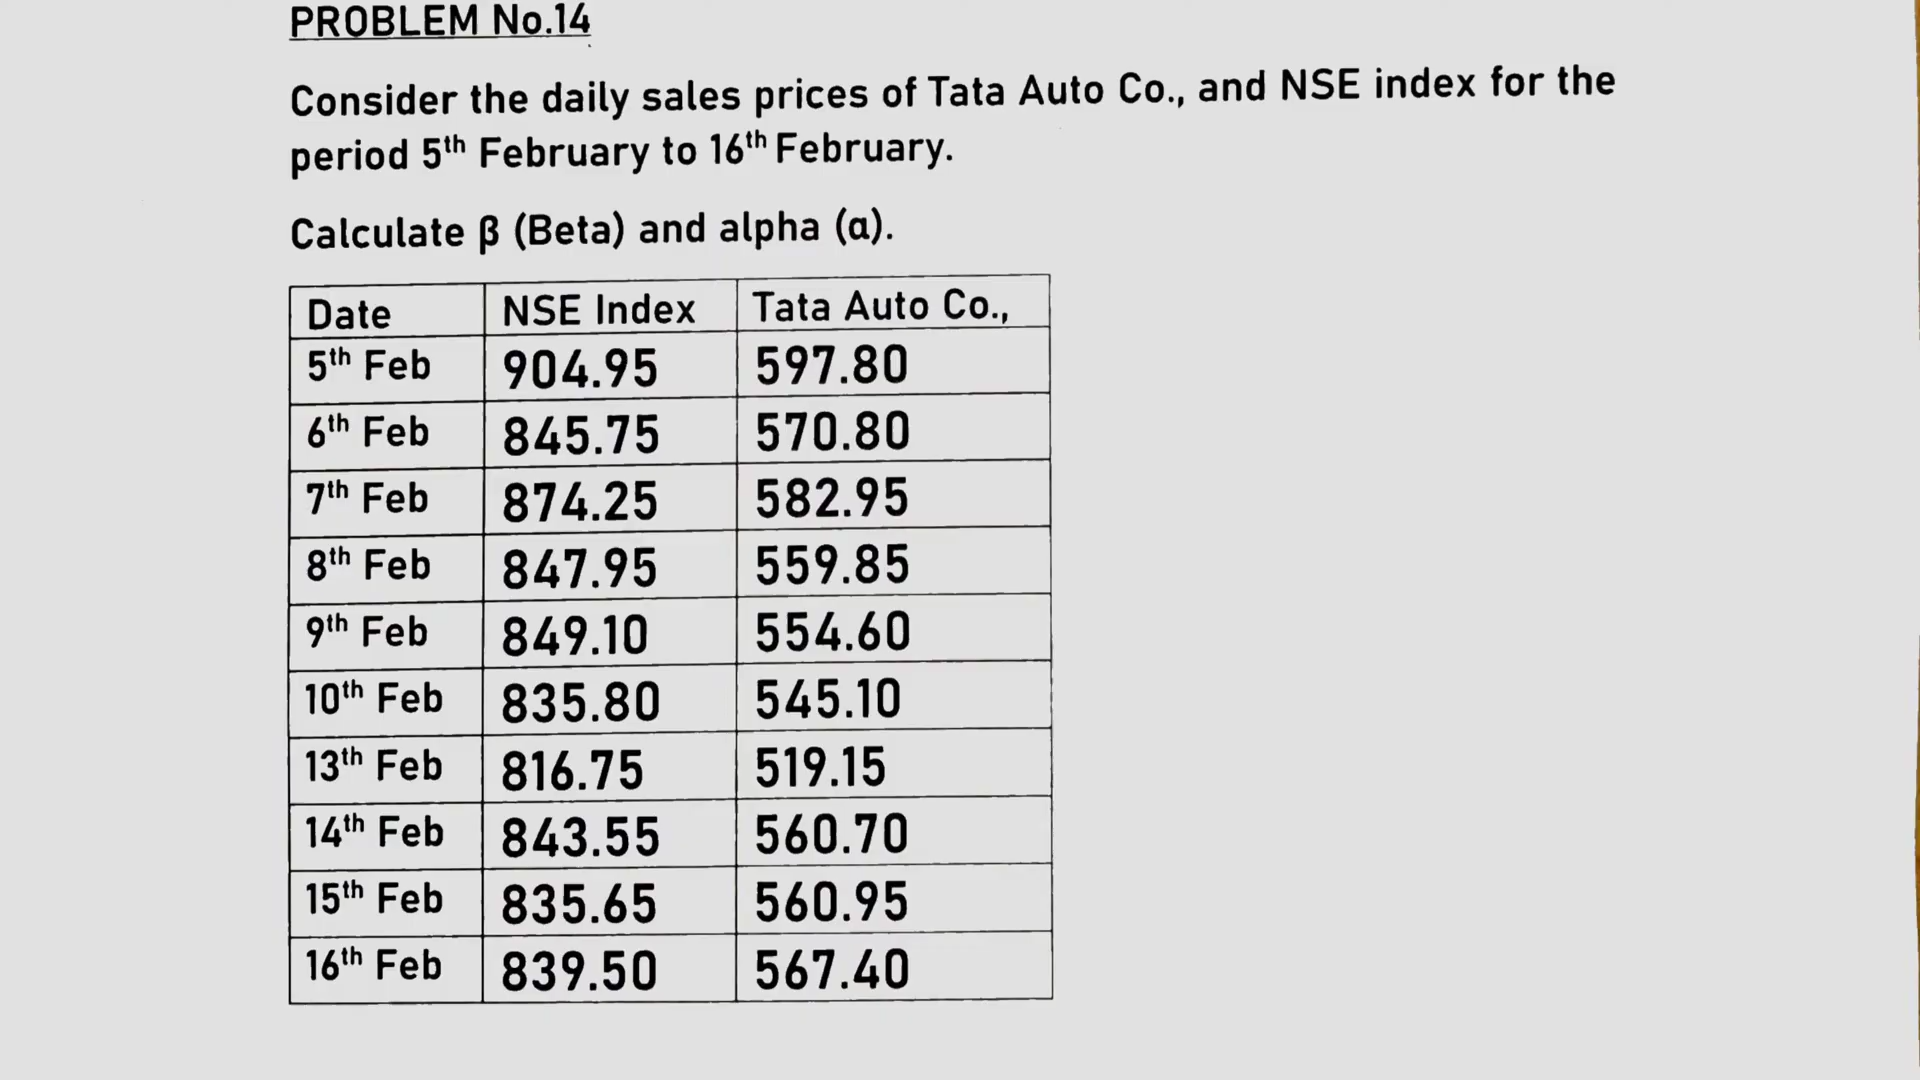 PROBLEM No.14
Consider the daily sales prices of Tata Auto Co., and NSE index for the
period 5th February to 16th February.
Calculate β (Beta) and alpha (α).
Date NSE Index Tata Auto Co.,
5th Feb 904.95 597.80
6th Feb 845.75 570.80
7th Feb 874.25 582.95
8th Feb 847.95 559.85
9th Feb 849.10 554.60
10th Feb 835.80 545.10
13th Feb 816.75 519.15
14th Feb 843.55 560.70
15th Feb 835.65 560.95
16th Feb 839.50 567.40